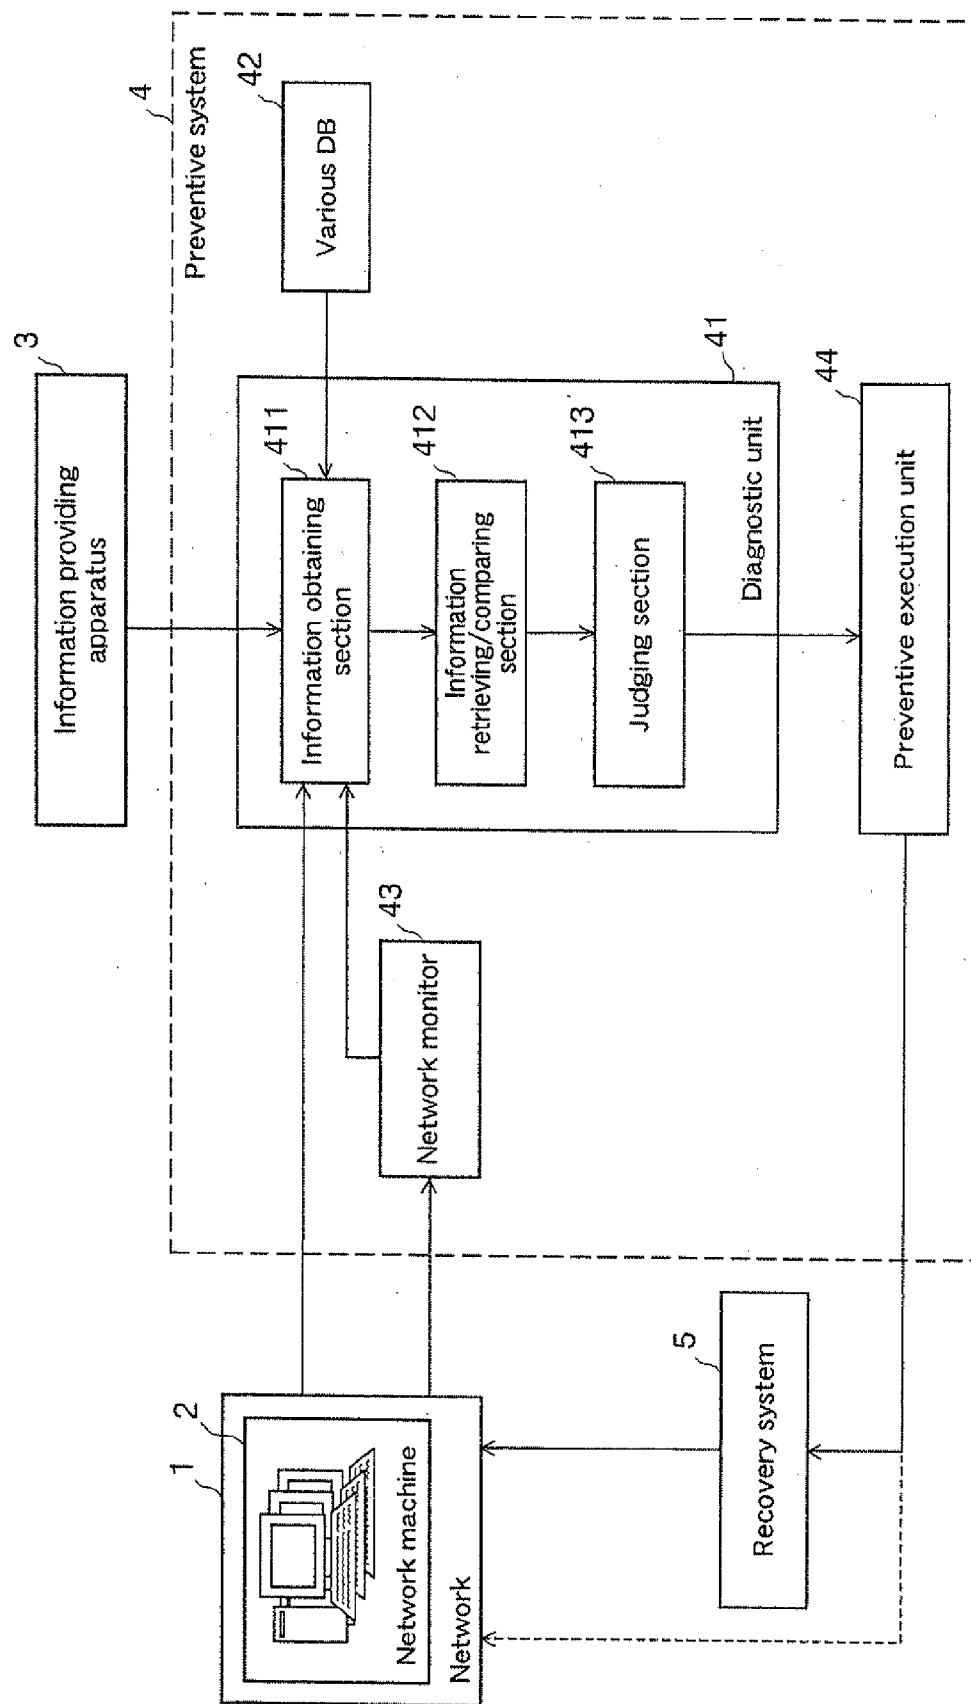 3
Information providing
apparatus
4
Preventive system
42
Various DB
411
Information obtaining
section
412
Information
retrieving/comparing
section
413
Judging section
Diagnostic unit
41
43
Network monitor
44
Preventive execution unit
1
2
Network machine
Network
5
Recovery system